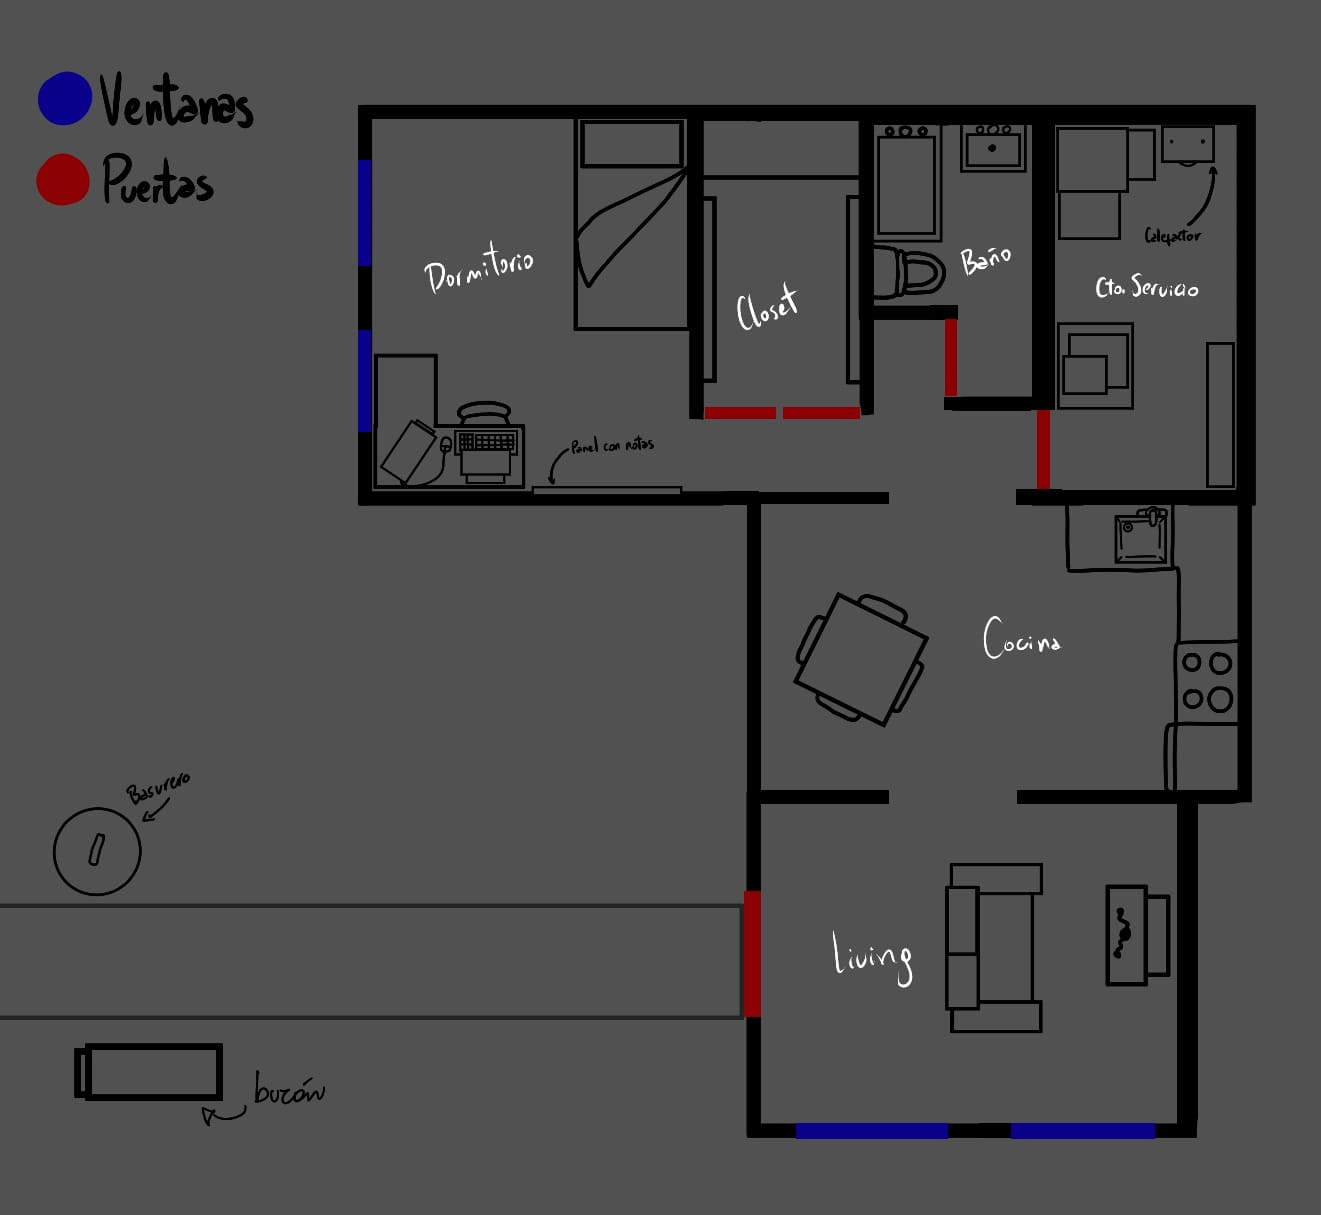 Ventanas
Puertas
Dormitorio
Closet
Baño
Calefactor
Cto. Servicio
Panel con notas
Cocina
Basurero
Living
buzón